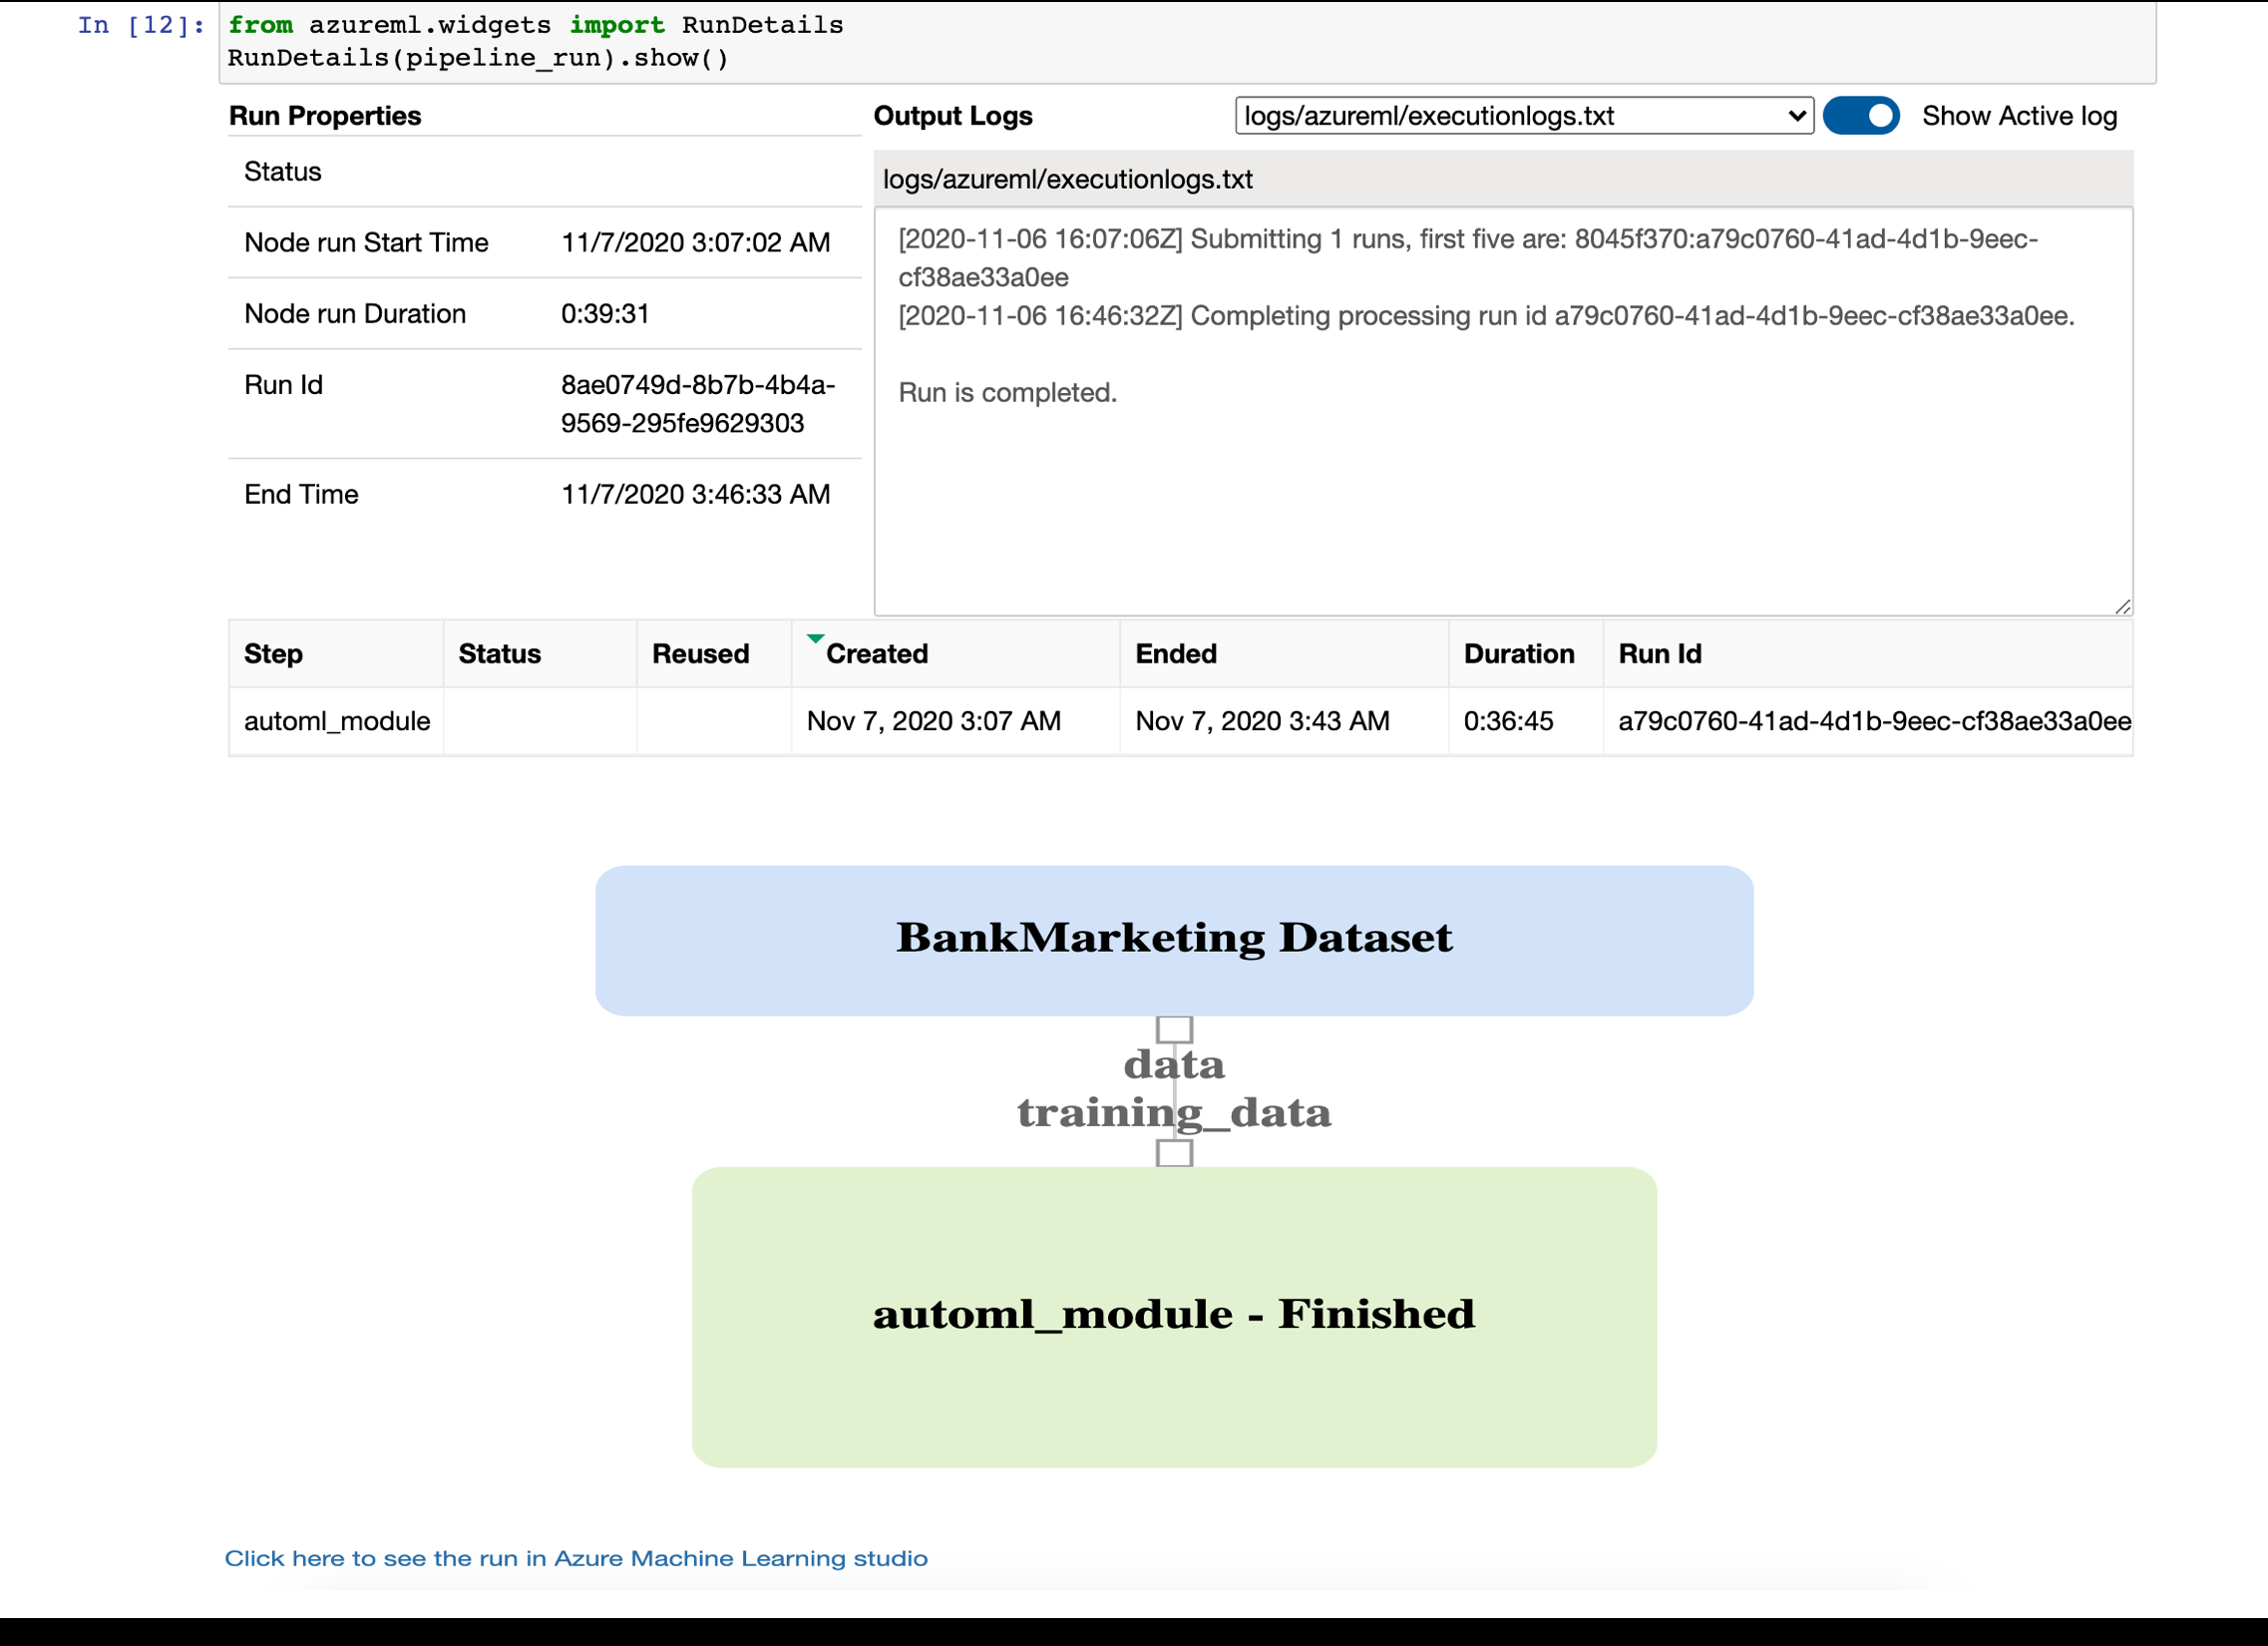 In [12]: from azureml.widgets import RunDetails
RunDetails(pipeline_run).show()
Run Properties
Status
Node run Start Time 11/7/2020 3:07:02 AM
Node run Duration 0:39:31
Run Id 8ae0749d-8b7b-4b4a-
9569-295fe9629303
End Time 11/7/2020 3:46:33 AM
Output Logs logs/azureml/executionlogs.txt Show Active log
logs/azureml/executionlogs.txt
[2020-11-06 16:07:06Z] Submitting 1 runs, first five are: 8045f370:a79c0760-41ad-4d1b-9eec-
cf38ae33a0ee
[2020-11-06 16:46:32Z] Completing processing run id a79c0760-41ad-4d1b-9eec-cf38ae33a0ee.
Run is completed.
Step Status Reused Created Ended Duration Run Id
automl_module Nov 7, 2020 3:07 AM Nov 7, 2020 3:43 AM 0:36:45 a79c0760-41ad-4d1b-9eec-cf38ae33a0ee
BankMarketing Dataset
data
training_data
automl_module - Finished
Click here to see the run in Azure Machine Learning studio